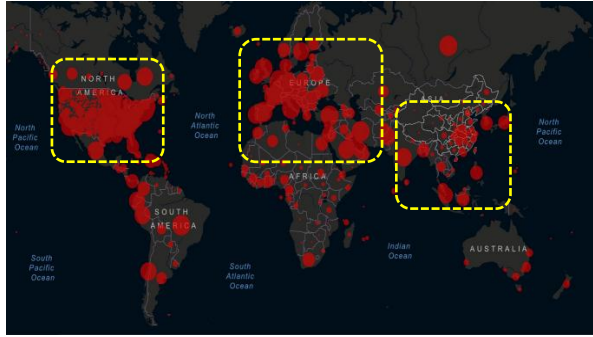 NORTH
AMERICA
EUROPE
ASIA
North
Pacific
Ocean
North
Atlantic
Ocean
North
Pacific
Ocean
AFRICA
SOUTH
AMERICA
Indian
Ocean
AUSTRALIA
South
Pacific
Ocean
South
Atlantic
Ocean